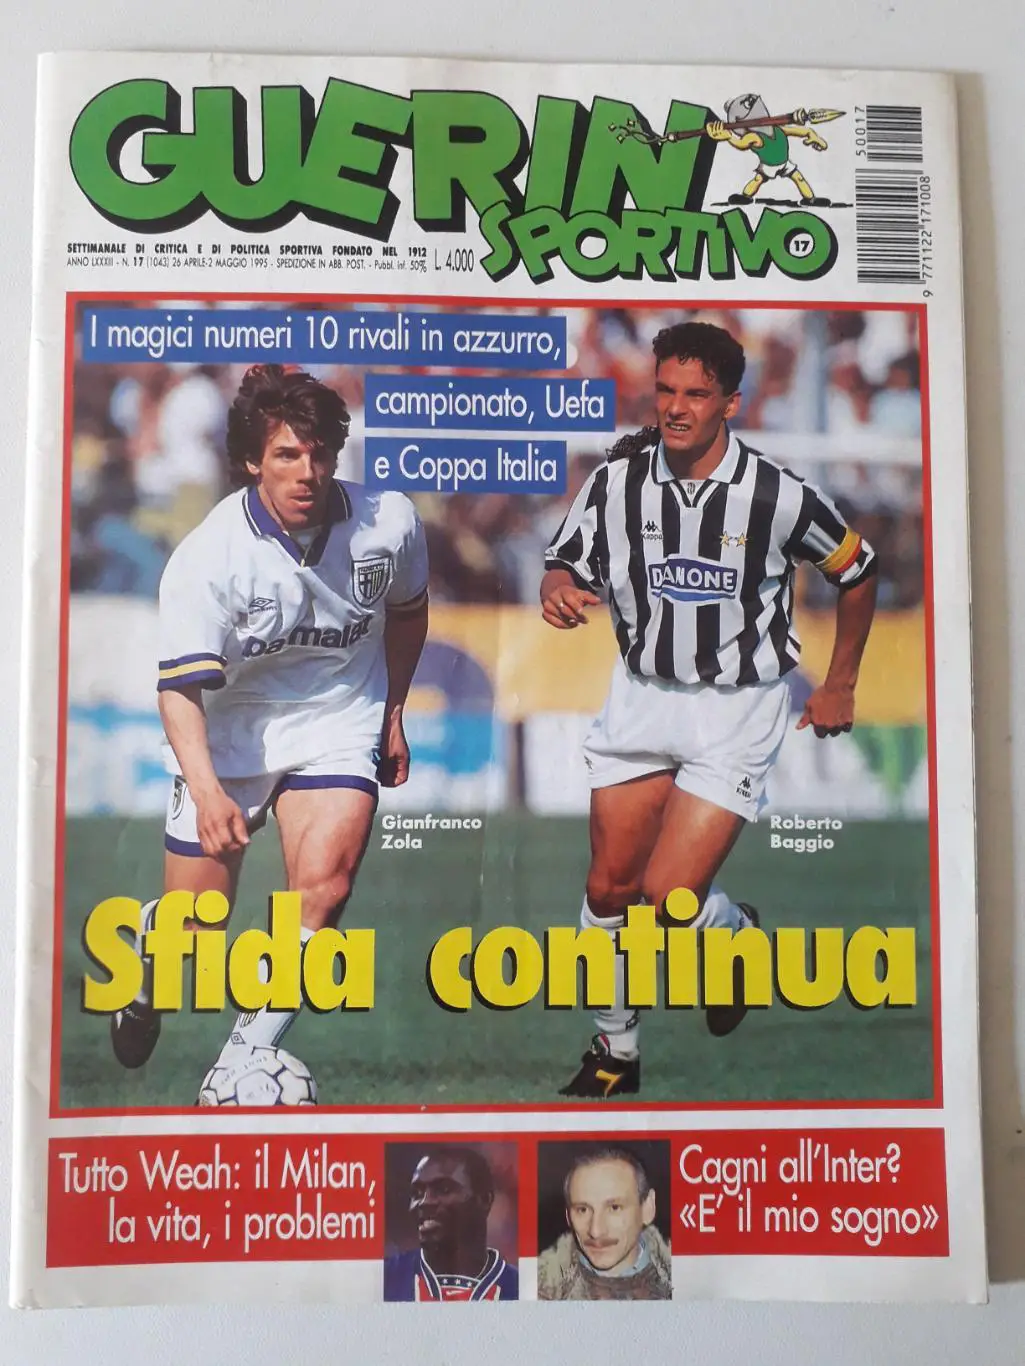 GUERIN
SPORTIVO
17
50017
9 771122 171008
SETTIMANALE DI CRITICA E DI POLITICA SPORTIVA FONDATO NEL 1912
ANNO LXXXIII - N. 17 (1043) 26 APRILE-2 MAGGIO 1995 - SPEDIZIONE IN ABB. POST. - Pubbl. inf. 50%
L. 4.000
I magici numeri 10 rivali in azzurro,
campionato, Uefa
e Coppa Italia
Kappa
DANONE
Parmalat
Gianfranco
Zola
Roberto
Baggio
Sfida continua
Tutto Weah: il Milan,
la vita, i problemi
Cagni all'Inter?
«E' il mio sogno»